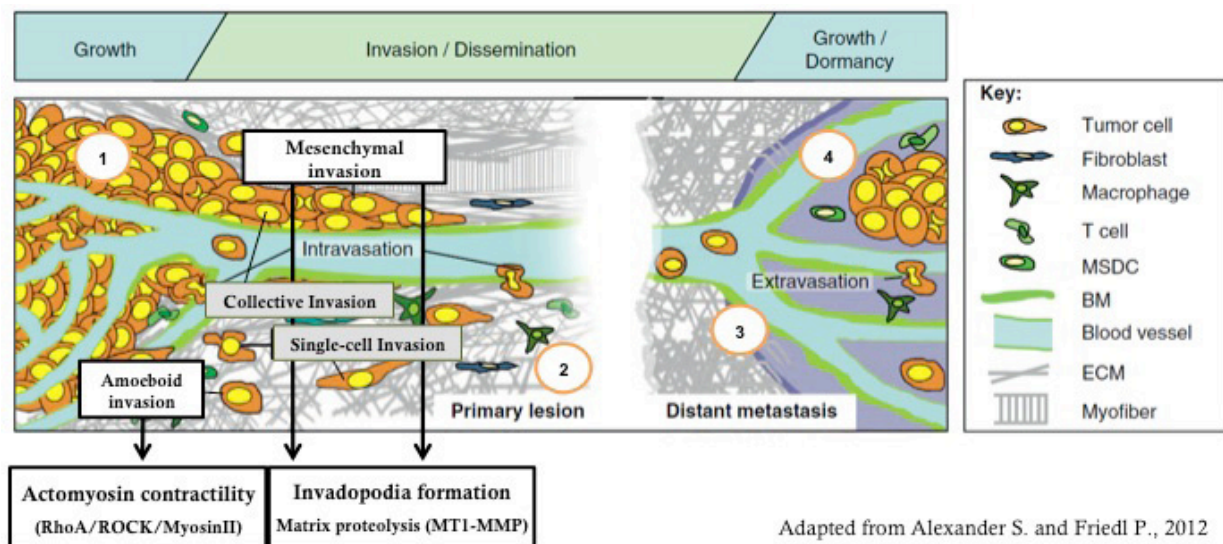 Growth
Invasion / Dissemination
Growth /
Dormancy
Key:
Tumor cell
Fibroblast
Macrophage
T cell
MSDC
BM
Blood vessel
ECM
Myofiber
1
Mesenchymal
invasion
4
Intravasation
Extravasation
Collective Invasion
3
Single-cell Invasion
2
Amoeboid
invasion
Primary lesion
Distant metastasis
Actomyosin contractility
(RhoA/ROCK/MyosinII)
Invadopodia formation
Matrix proteolysis (MT1-MMP)
Adapted from Alexander S. and Friedl P., 2012